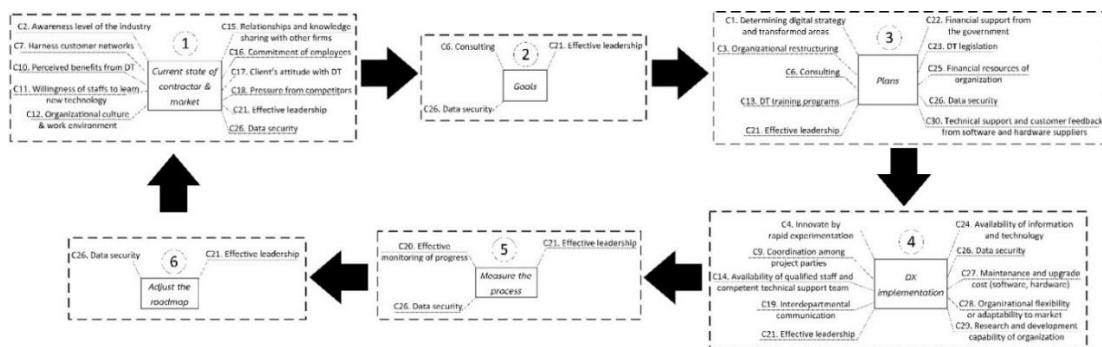 C2. Awareness level of the industry
C7. Harness customer networks
C10. Perceived benefits from DT
C11. Willingness of staffs to learn
new technology
C12. Organizational culture
& work environment
1
Current state of
contractor &
market
C15. Relationships and knowledge
sharing with other firms
C16. Commitment of employees
C17. Client's attitude with DT
C18. Pressure from competitors
C21. Effective leadership
C26. Data security
C6. Consulting
C26. Data security
2
Goals
C21. Effective leadership
C1. Determining digital strategy
and transformed areas
C3. Organizational restructuring
C6. Consulting
C13. DT training programs
C21. Effective leadership
3
Plans
C22. Financial support from
the government
C23. DT legislation
C25. Financial resources of
organization
C26. Data security
C30. Technical support and customer feedback
from software and hardware suppliers
C26. Data security
6
Adjust the
roadmap
C21. Effective leadership
C20. Effective
monitoring of progress
C26. Data security
5
Measure the
process
C21. Effective leadership
C4. Innovate by
rapid experimentation
C9. Coordination among
project parties
C14. Availability of qualified staff and
competent technical support team
C19. Interdepartmental
communication
C21. Effective leadership
4
DX
implementation
C24. Availability of information
and technology
C26. Data security
C27. Maintenance and upgrade
cost (software, hardware)
C28. Organizational flexibility
or adaptability to market
C29. Research and development
capability of organization